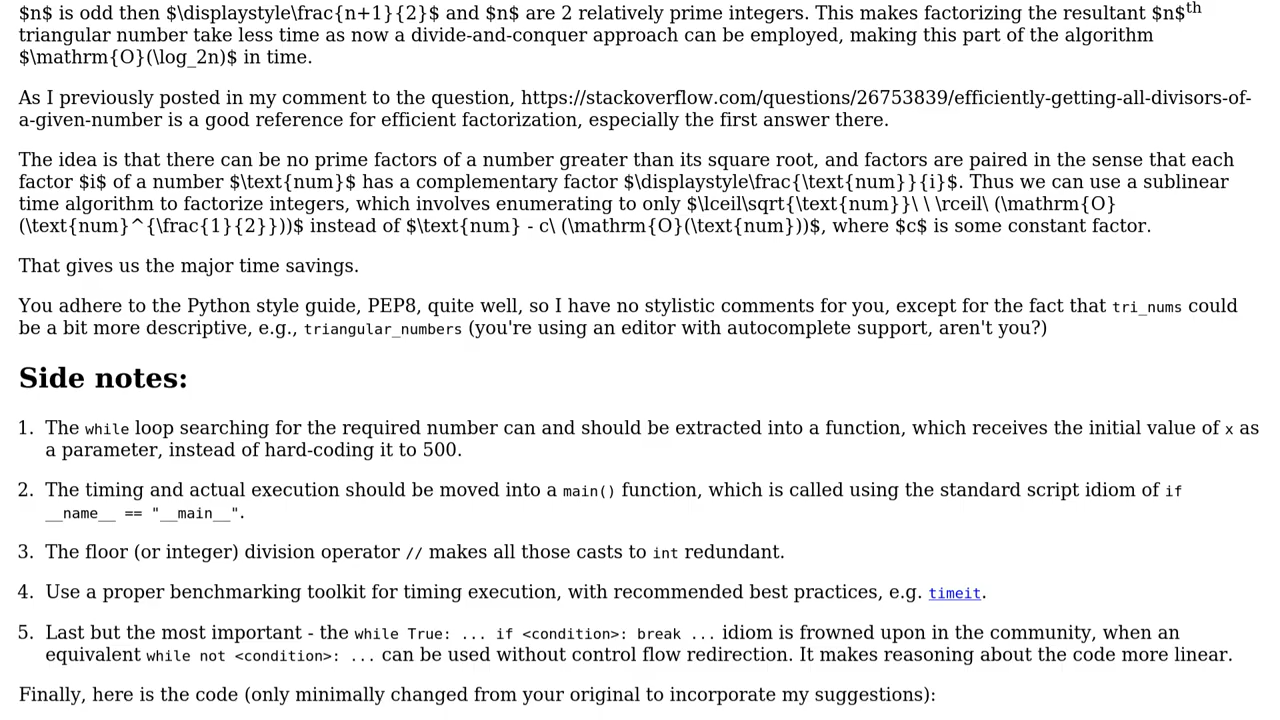 $n$ is odd then $\displaystyle\frac{n+1}{2}$ and $n$ are 2 relatively prime integers. This makes factorizing the resultant $n$th
triangular number take less time as now a divide-and-conquer approach can be employed, making this part of the algorithm
$\mathrm{O}(\log_2n)$ in time.
As I previously posted in my comment to the question, https://stackoverflow.com/questions/26753839/efficiently-getting-all-divisors-of-
a-given-number is a good reference for efficient factorization, especially the first answer there.
The idea is that there can be no prime factors of a number greater than its square root, and factors are paired in the sense that each
factor $i$ of a number $\text{num}$ has a complementary factor $\displaystyle\frac{\text{num}}{i}$. Thus we can use a sublinear
time algorithm to factorize integers, which involves enumerating to only $\lceil\sqrt{\text{num}}\ \ \rceil\ (\mathrm{O}
(\text{num}^{\frac{1}{2}}))$ instead of $\text{num} - c\ (\mathrm{O}(\text{num}))$, where $c$ is some constant factor.
That gives us the major time savings.
You adhere to the Python style guide, PEP8, quite well, so I have no stylistic comments for you, except for the fact that tri_nums could
be a bit more descriptive, e.g., triangular_numbers (you're using an editor with autocomplete support, aren't you?)
Side notes:
1. The while loop searching for the required number can and should be extracted into a function, which receives the initial value of x as
a parameter, instead of hard-coding it to 500.
2. The timing and actual execution should be moved into a main() function, which is called using the standard script idiom of if
__name__ == "__main__".
3. The floor (or integer) division operator // makes all those casts to int redundant.
4. Use a proper benchmarking toolkit for timing execution, with recommended best practices, e.g. timeit.
5. Last but the most important - the while True: ... if <condition>: break ... idiom is frowned upon in the community, when an
equivalent while not <condition>: ... can be used without control flow redirection. It makes reasoning about the code more linear.
Finally, here is the code (only minimally changed from your original to incorporate my suggestions):